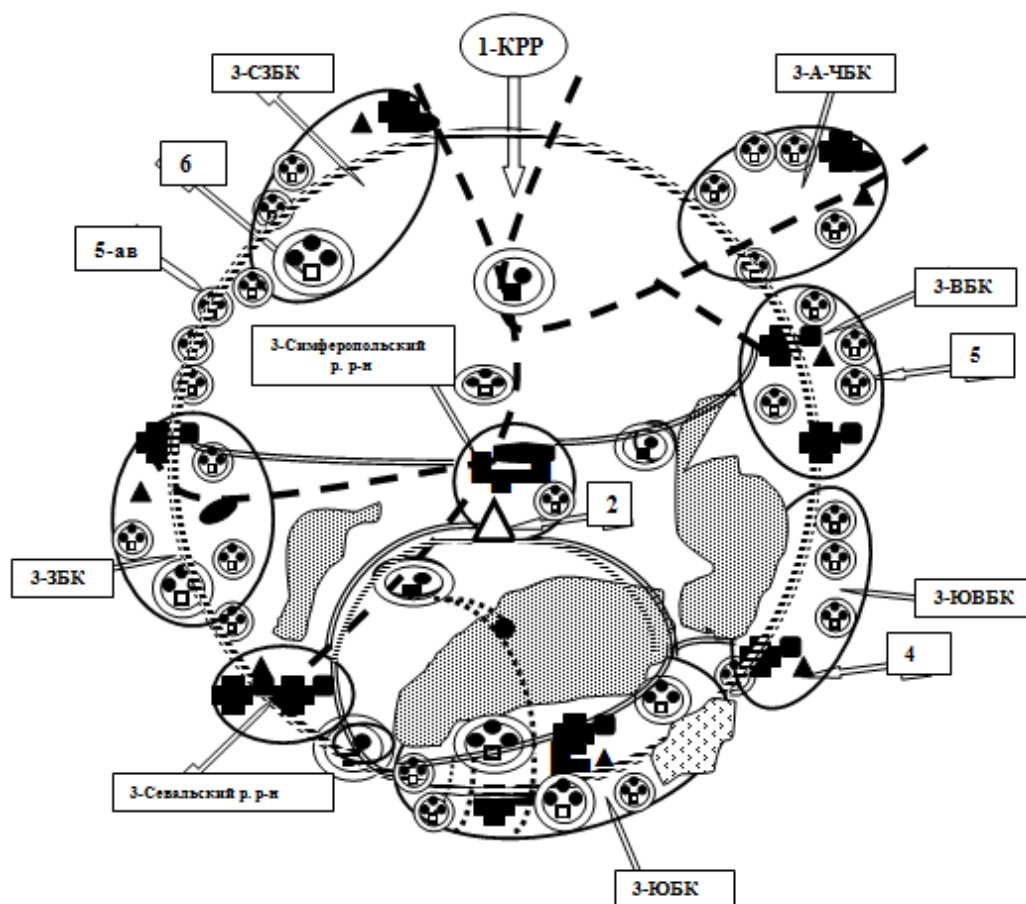 1-КРР
3-СЗБК
3-А-ЧБК
6
5-ав
3-ВБК
3-Симферопольский
р. р-н
5
2
3-ЗБК
3-ЮВБК
4
3-Севальский р. р-н
3-ЮБК